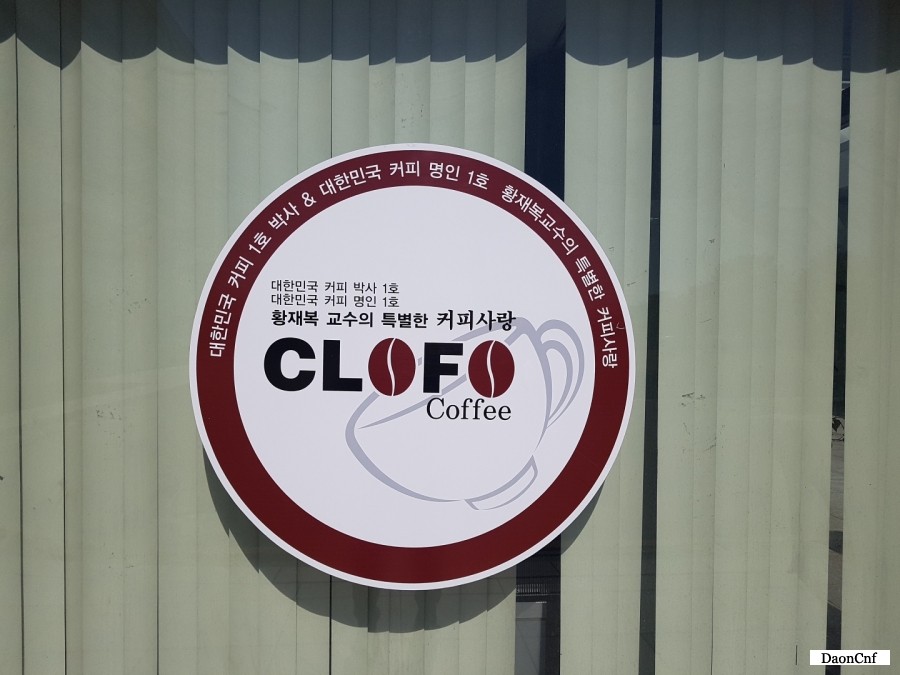 대한민국 커피 1호 박사 & 대한민국 커피 명인 1호 황재복교수의 특별한 커피사랑
대한민국 커피 박사 1호
대한민국 커피 명인 1호
황재복 교수의 특별한 커피사랑
CLOFO
Coffee
DaonCnf